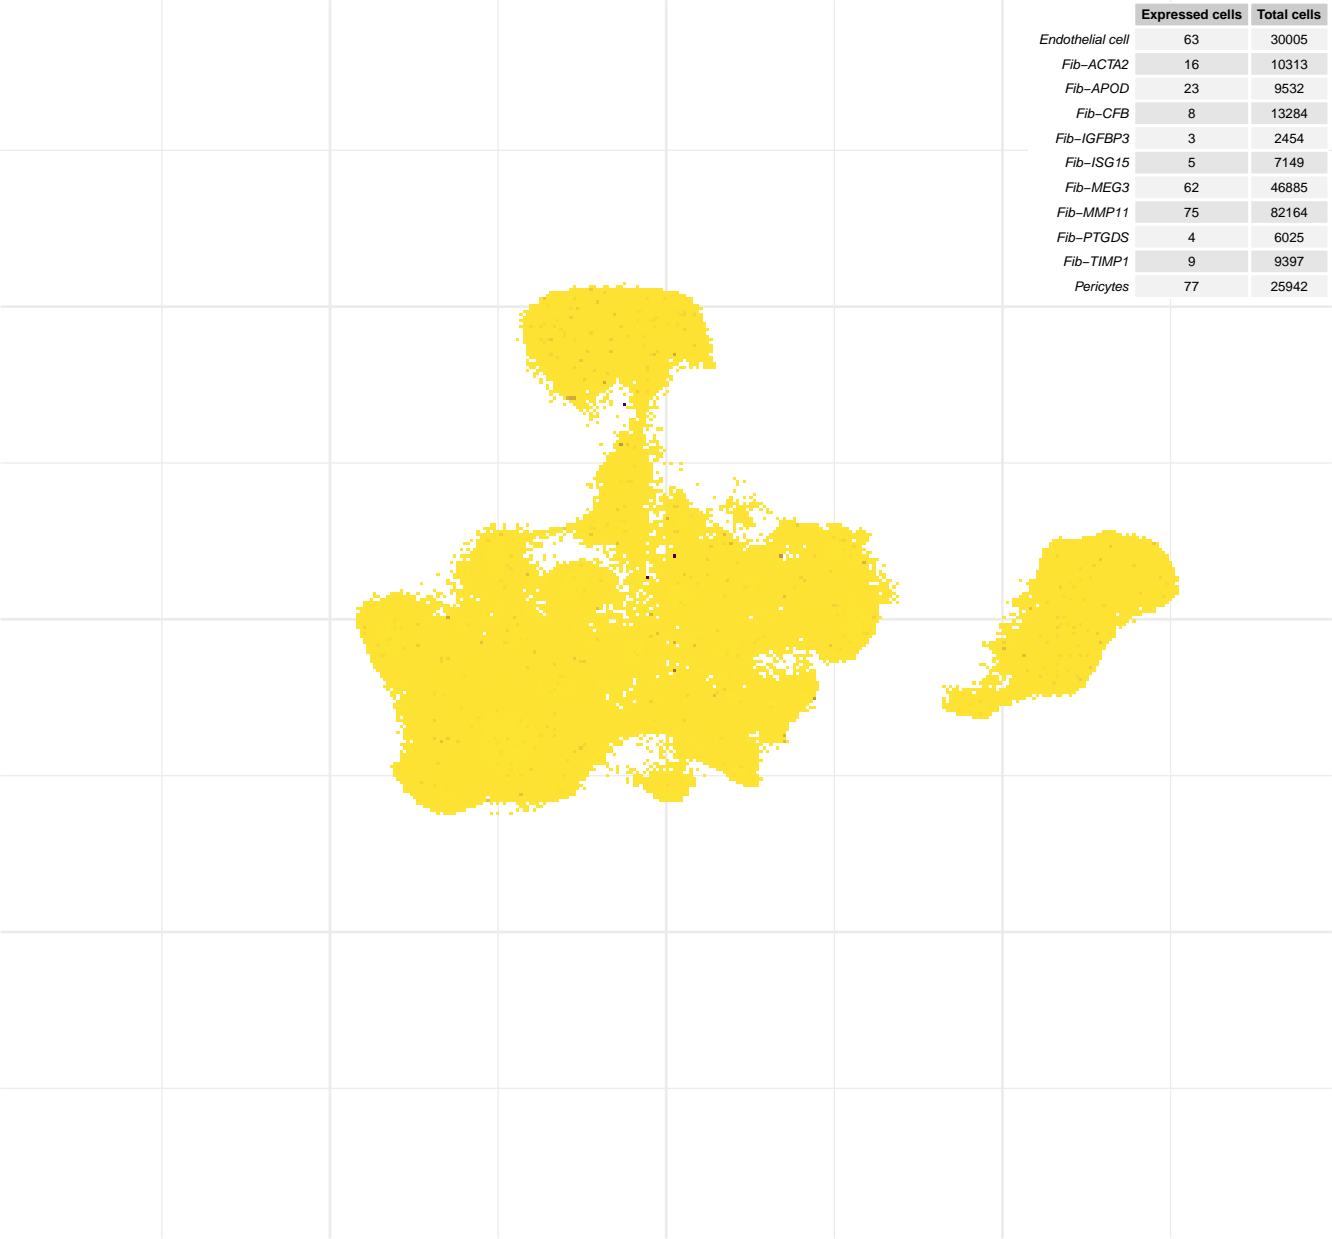 Expressed cells Total cells
Endothelial cell 63 30005
Fib−ACTA2 16 10313
Fib−APOD 23 9532
Fib−CFB 8 13284
Fib−IGFBP3 3 2454
Fib−ISG15 5 7149
Fib−MEG3 62 46885
Fib−MMP11 75 82164
Fib−PTGDS 4 6025
Fib−TIMP1 9 9397
Pericytes 77 25942